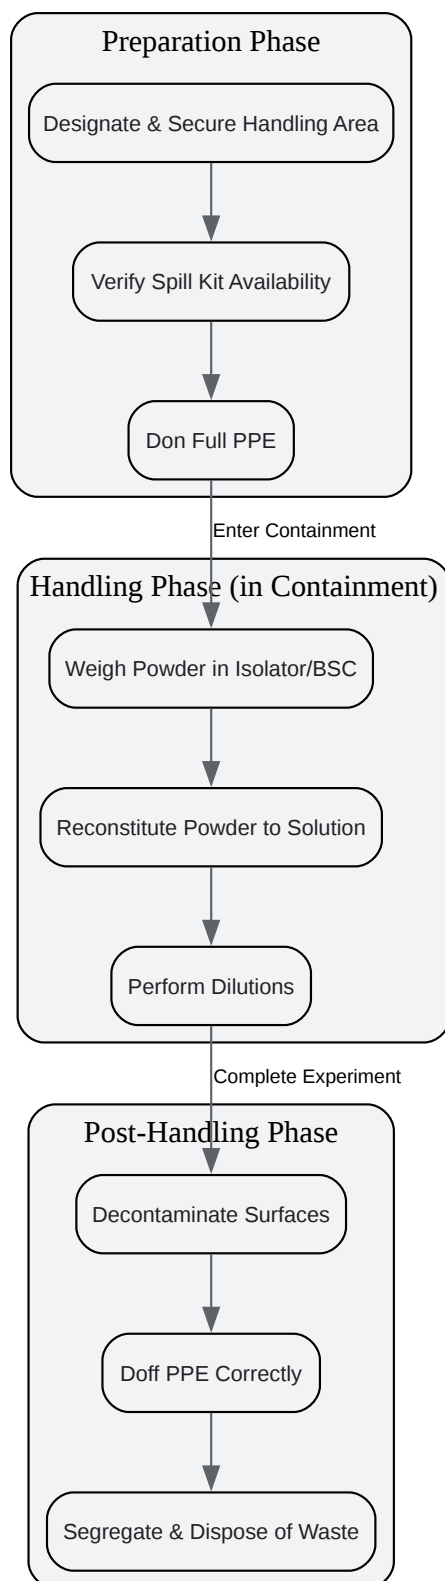 Preparation Phase
Designate & Secure Handling Area
Verify Spill Kit Availability
Don Full PPE
Enter Containment
Handling Phase (in Containment)
Weigh Powder in Isolator/BSC
Reconstitute Powder to Solution
Perform Dilutions
Complete Experiment
Post-Handling Phase
Decontaminate Surfaces
Doff PPE Correctly
Segregate & Dispose of Waste